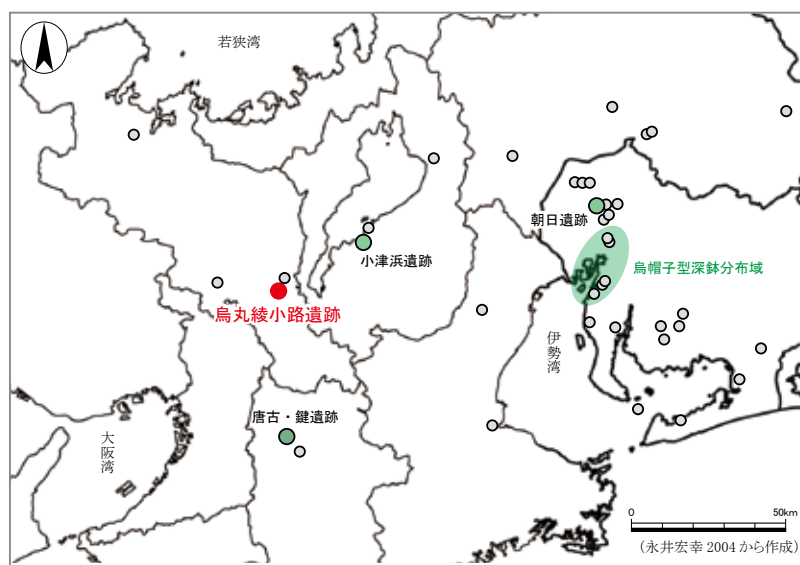 若狭湾
朝日遺跡
小津浜遺跡
烏帽子型深鉢分布域
烏丸綾小路遺跡
伊勢湾
唐古・鍵遺跡
大阪湾
0
50km
(永井宏幸 2004 から作成)